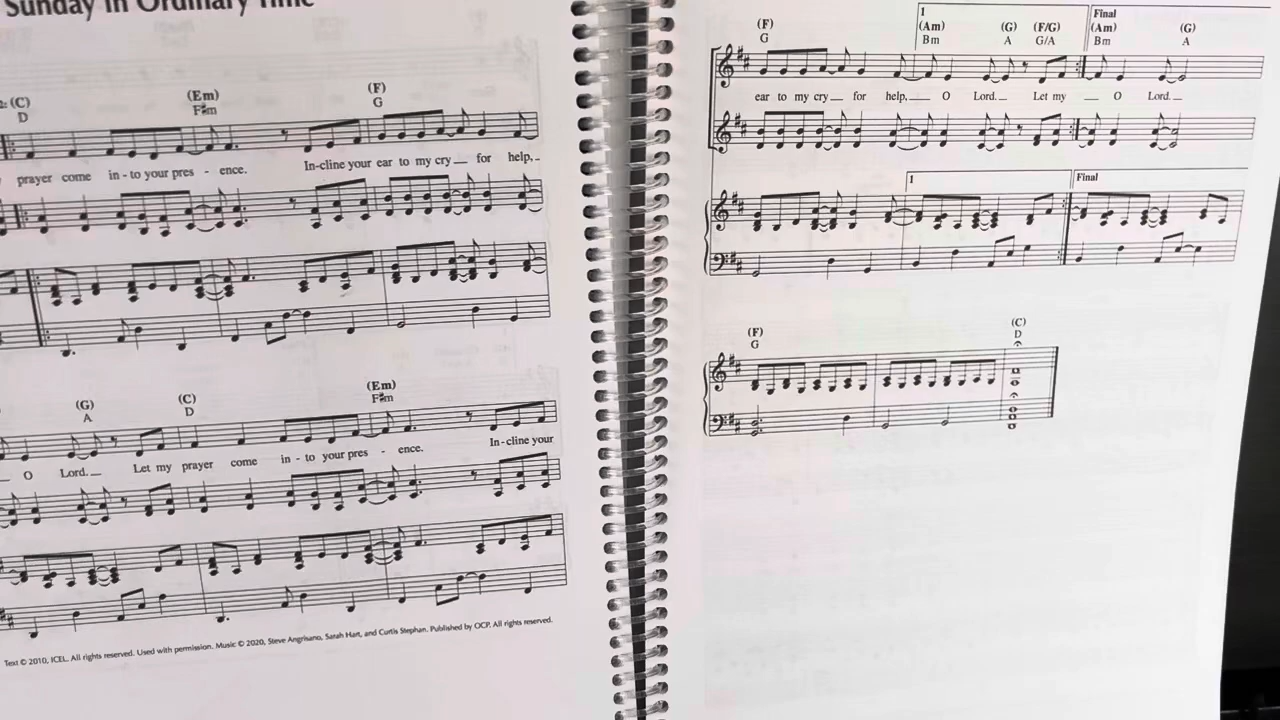 Sunday in Ordinary Time
(C) (Em) (F)
D F#m G
prayer come in - to your pres - ence. In-cline your ear to my cry for help,
(G) (C) (Em)
A D F#m
O Lord. Let my prayer come in - to your pres - ence. In-cline your
Text © 2010, ICEL. All rights reserved. Used with permission. Music © 2020, Steve Angrisano, Sarah Hart, and Curtis Stephan. Published by OCP. All rights reserved.
1 Final
(F) (Am) (G) (F/G) (Am) (G)
G Bm A G/A Bm A
ear to my cry for help, O Lord. Let my O Lord.
1 Final
(F) (C)
G D